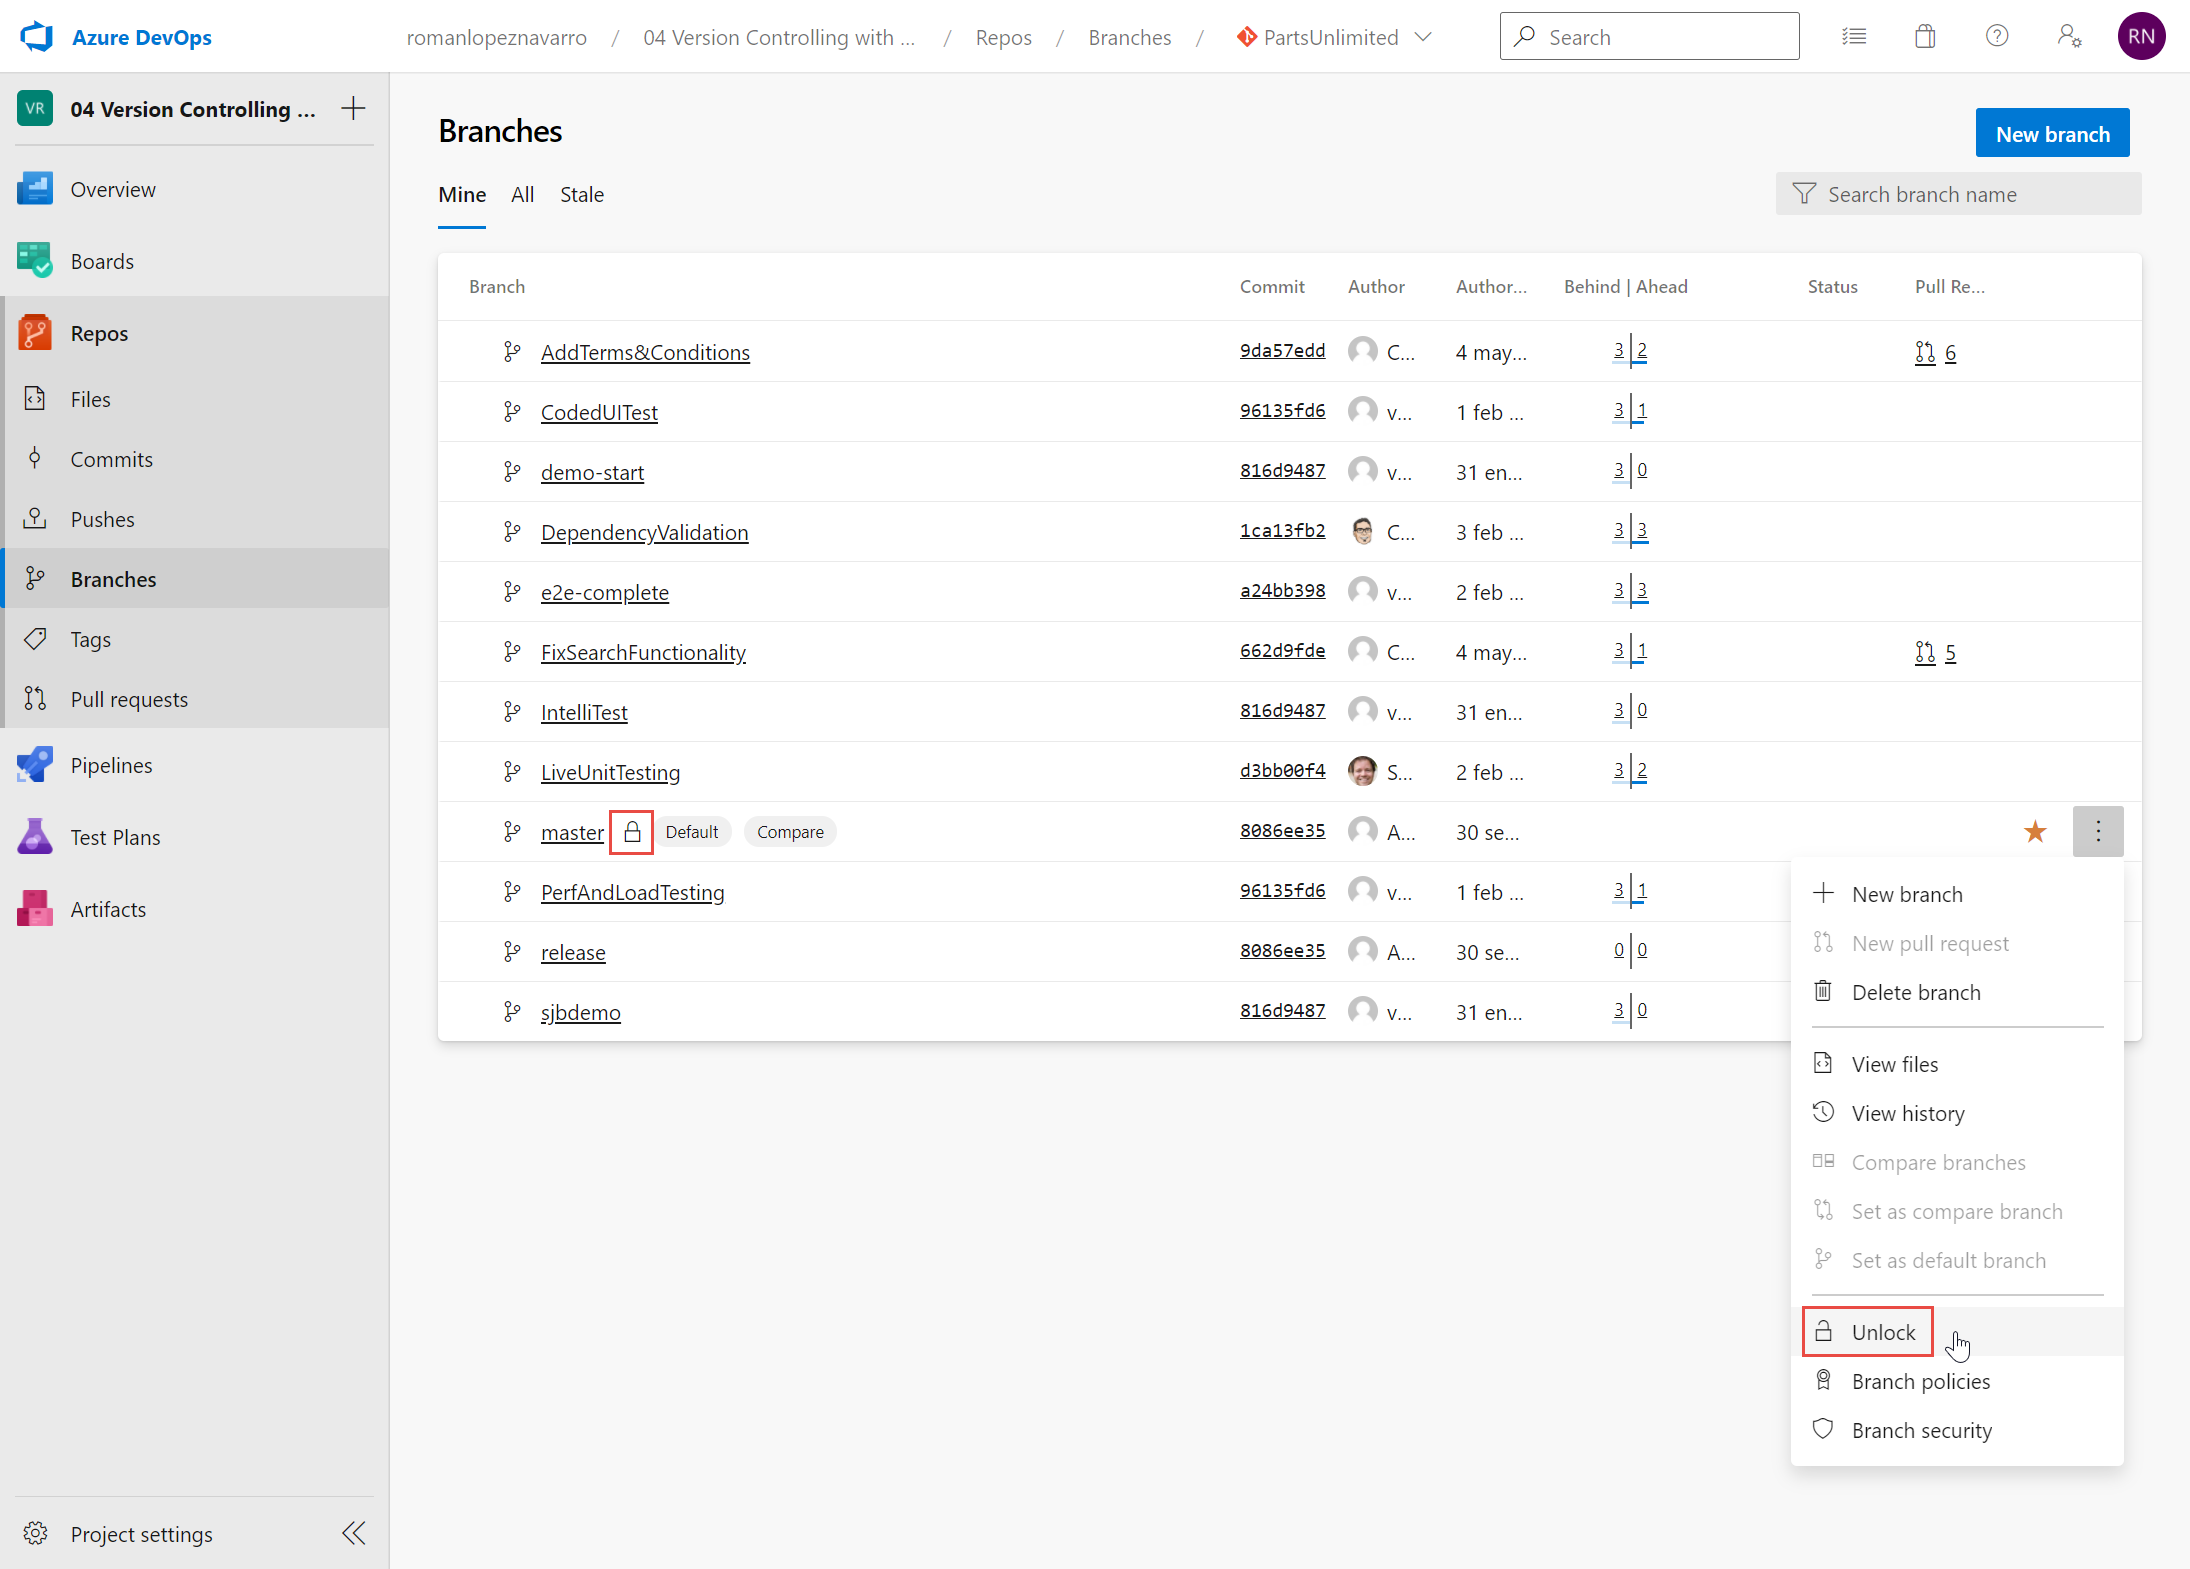 Azure DevOps
romanlopeznavarro / 04 Version Controlling with ... / Repos / Branches / PartsUnlimited
Search
RN
VR 04 Version Controlling ...
Overview
Boards
Repos
Files
Commits
Pushes
Branches
Tags
Pull requests
Pipelines
Test Plans
Artifacts
Project settings
Branches
New branch
Mine All Stale
Search branch name
Branch Commit Author Author... Behind | Ahead Status Pull Re...
AddTerms&Conditions 9da57edd C... 4 may... 3 2 6
CodedUITest 96135fd6 v... 1 feb ... 3 1
demo-start 816d9487 v... 31 en... 3 0
DependencyValidation 1ca13fb2 C... 3 feb ... 3 3
e2e-complete a24bb398 v... 2 feb ... 3 3
FixSearchFunctionality 662d9fde C... 4 may... 3 1 5
IntelliTest 816d9487 v... 31 en... 3 0
LiveUnitTesting d3bb00f4 S... 2 feb ... 3 2
master Default Compare 8086ee35 A... 30 se...
PerfAndLoadTesting 96135fd6 v... 1 feb ... 3 1
release 8086ee35 A... 30 se... 0 0
sjbdemo 816d9487 v... 31 en... 3 0
New branch
New pull request
Delete branch
View files
View history
Compare branches
Set as compare branch
Set as default branch
Unlock
Branch policies
Branch security